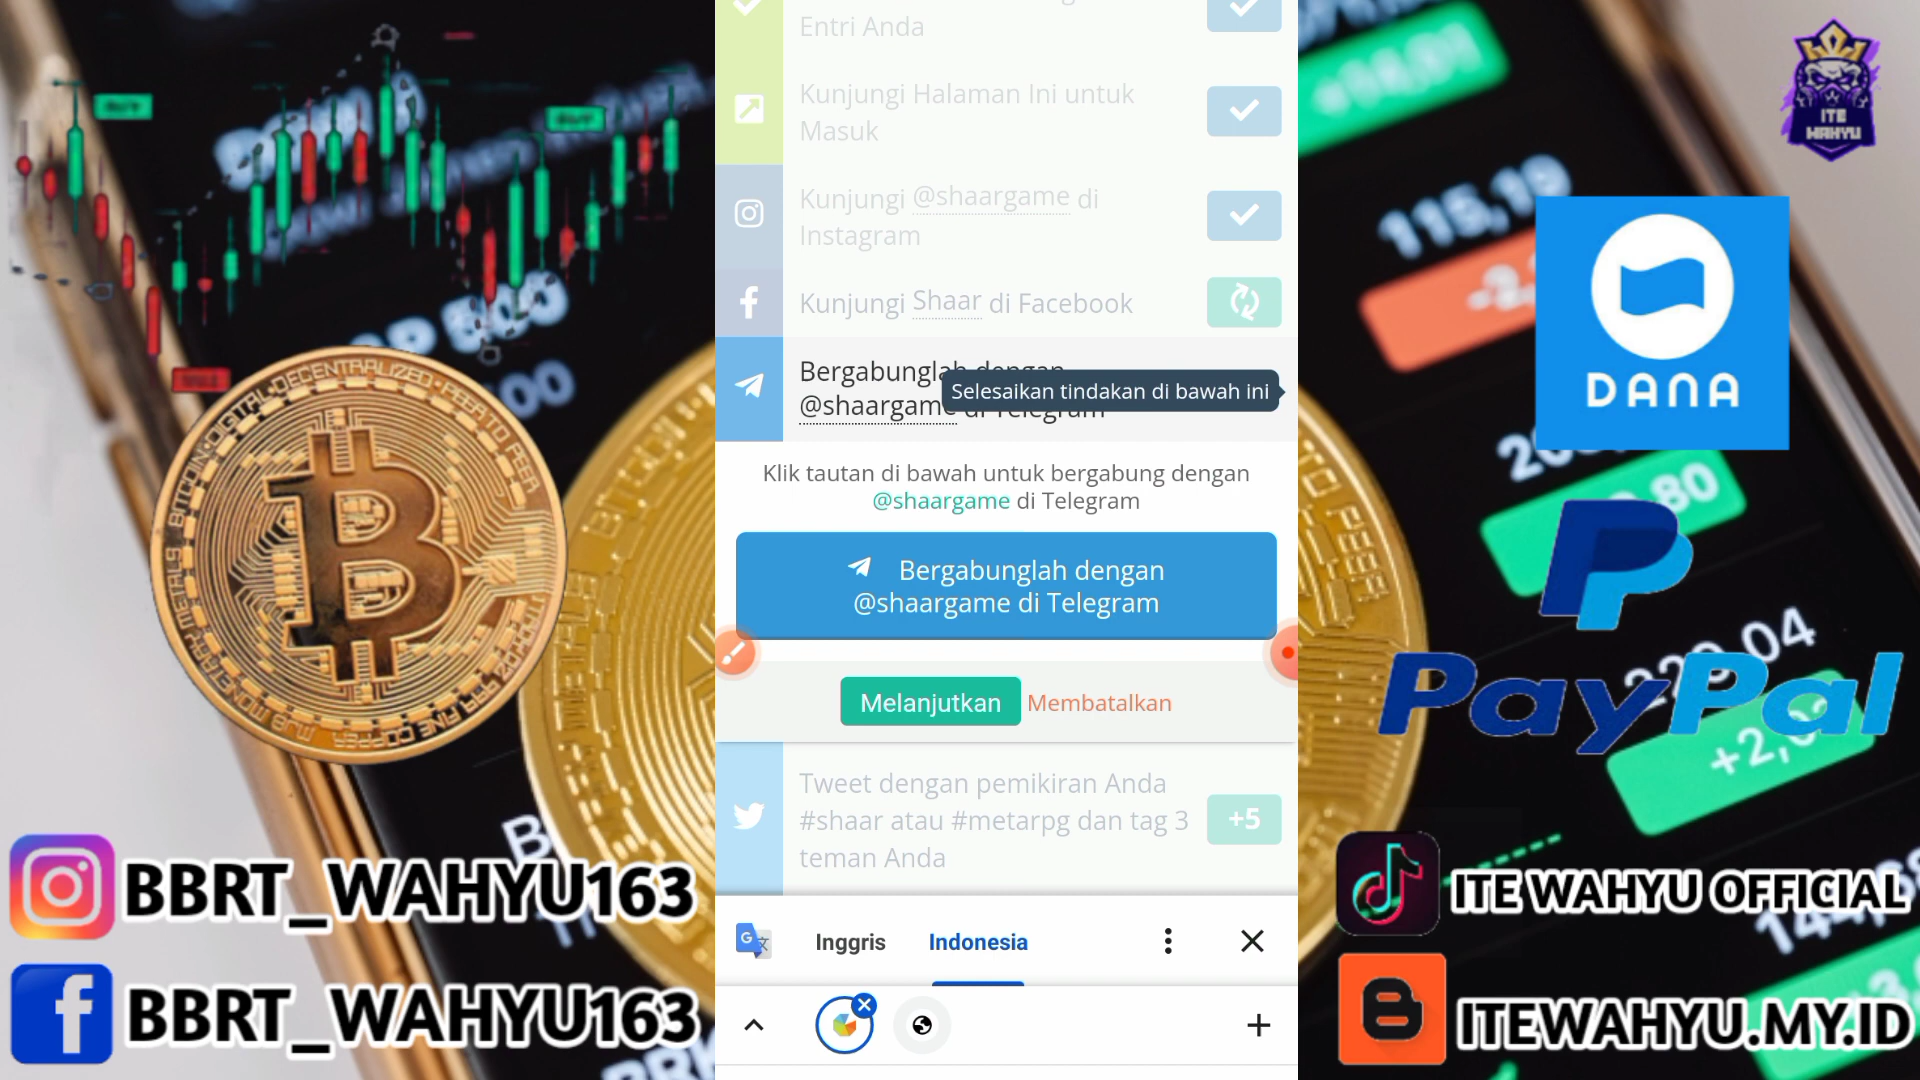 Entri Anda
Kunjungi Halaman Ini untuk
Masuk
Kunjungi @shaargame di
Instagram
Kunjungi Shaar di Facebook
Bergabunglah dengan
@shaargame di Telegram
Selesaikan tindakan di bawah ini
Klik tautan di bawah untuk bergabung dengan
@shaargame di Telegram
Bergabunglah dengan
@shaargame di Telegram
Melanjutkan Membatalkan
Tweet dengan pemikiran Anda
#shaar atau #metarpg dan tag 3
teman Anda
+5
Inggris Indonesia
BBRT_WAHYU163
BBRT_WAHYU163
ITE
WAHYU
115,19
DANA
PayPal
ITE WAHYU OFFICIAL
ITEWAHYU.MY.ID